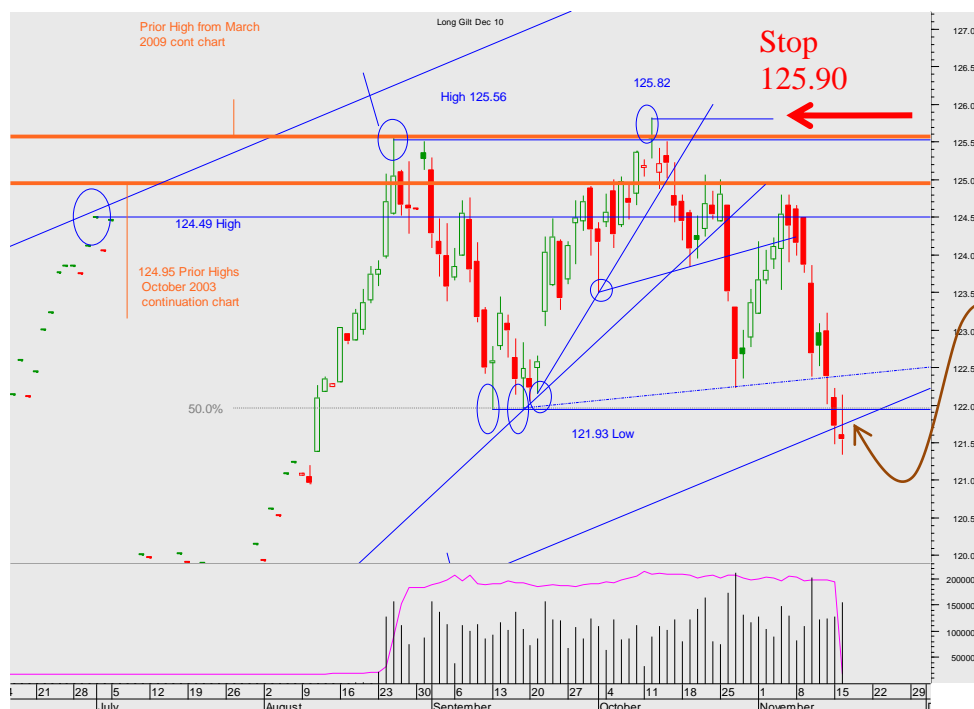 Long Gilt Dec 10
Prior High from March
2009 cont chart
Stop
125.90
125.82
High 125.56
124.49 High
124.95 Prior Highs
October 2003
continuation chart
50.0%
121.93 Low
127.0
126.5
126.0
125.5
125.0
124.5
124.0
123.5
123.0
122.5
122.0
121.5
121.0
120.5
120.0
200000
150000
100000
50000
21 28 5 12 19 26 2 9 16 23 30 6 13 20 27 4 11 18 25 1 8 15 22 29
July August September October November